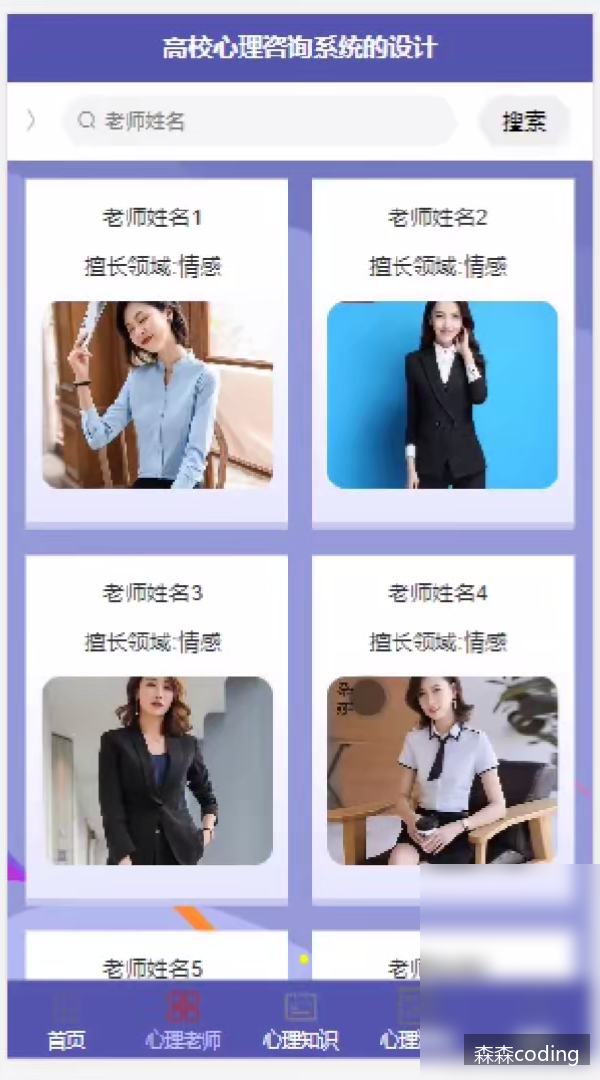 高校心理咨询系统的设计
老师姓名
搜索
老师姓名1
老师姓名2
擅长领域:情感
擅长领域:情感
老师姓名3
老师姓名4
擅长领域:情感
擅长领域:情感
老师姓名5
老师
首页
心理老师
心理知识
心理
森森coding